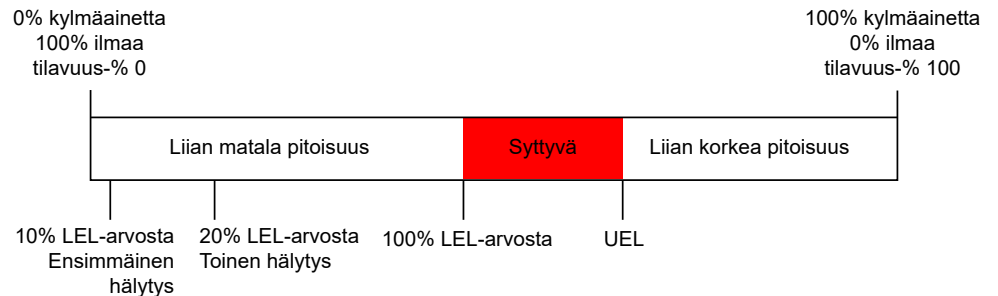 0% kylmäainetta
100% ilmaa
tilavuus-% 0
100% kylmäainetta
0% ilmaa
tilavuus-% 100
Liian matala pitoisuus
Syttyvä
Liian korkea pitoisuus
10% LEL-arvosta
Ensimmäinen
hälytys
20% LEL-arvosta
Toinen hälytys
100% LEL-arvosta
UEL